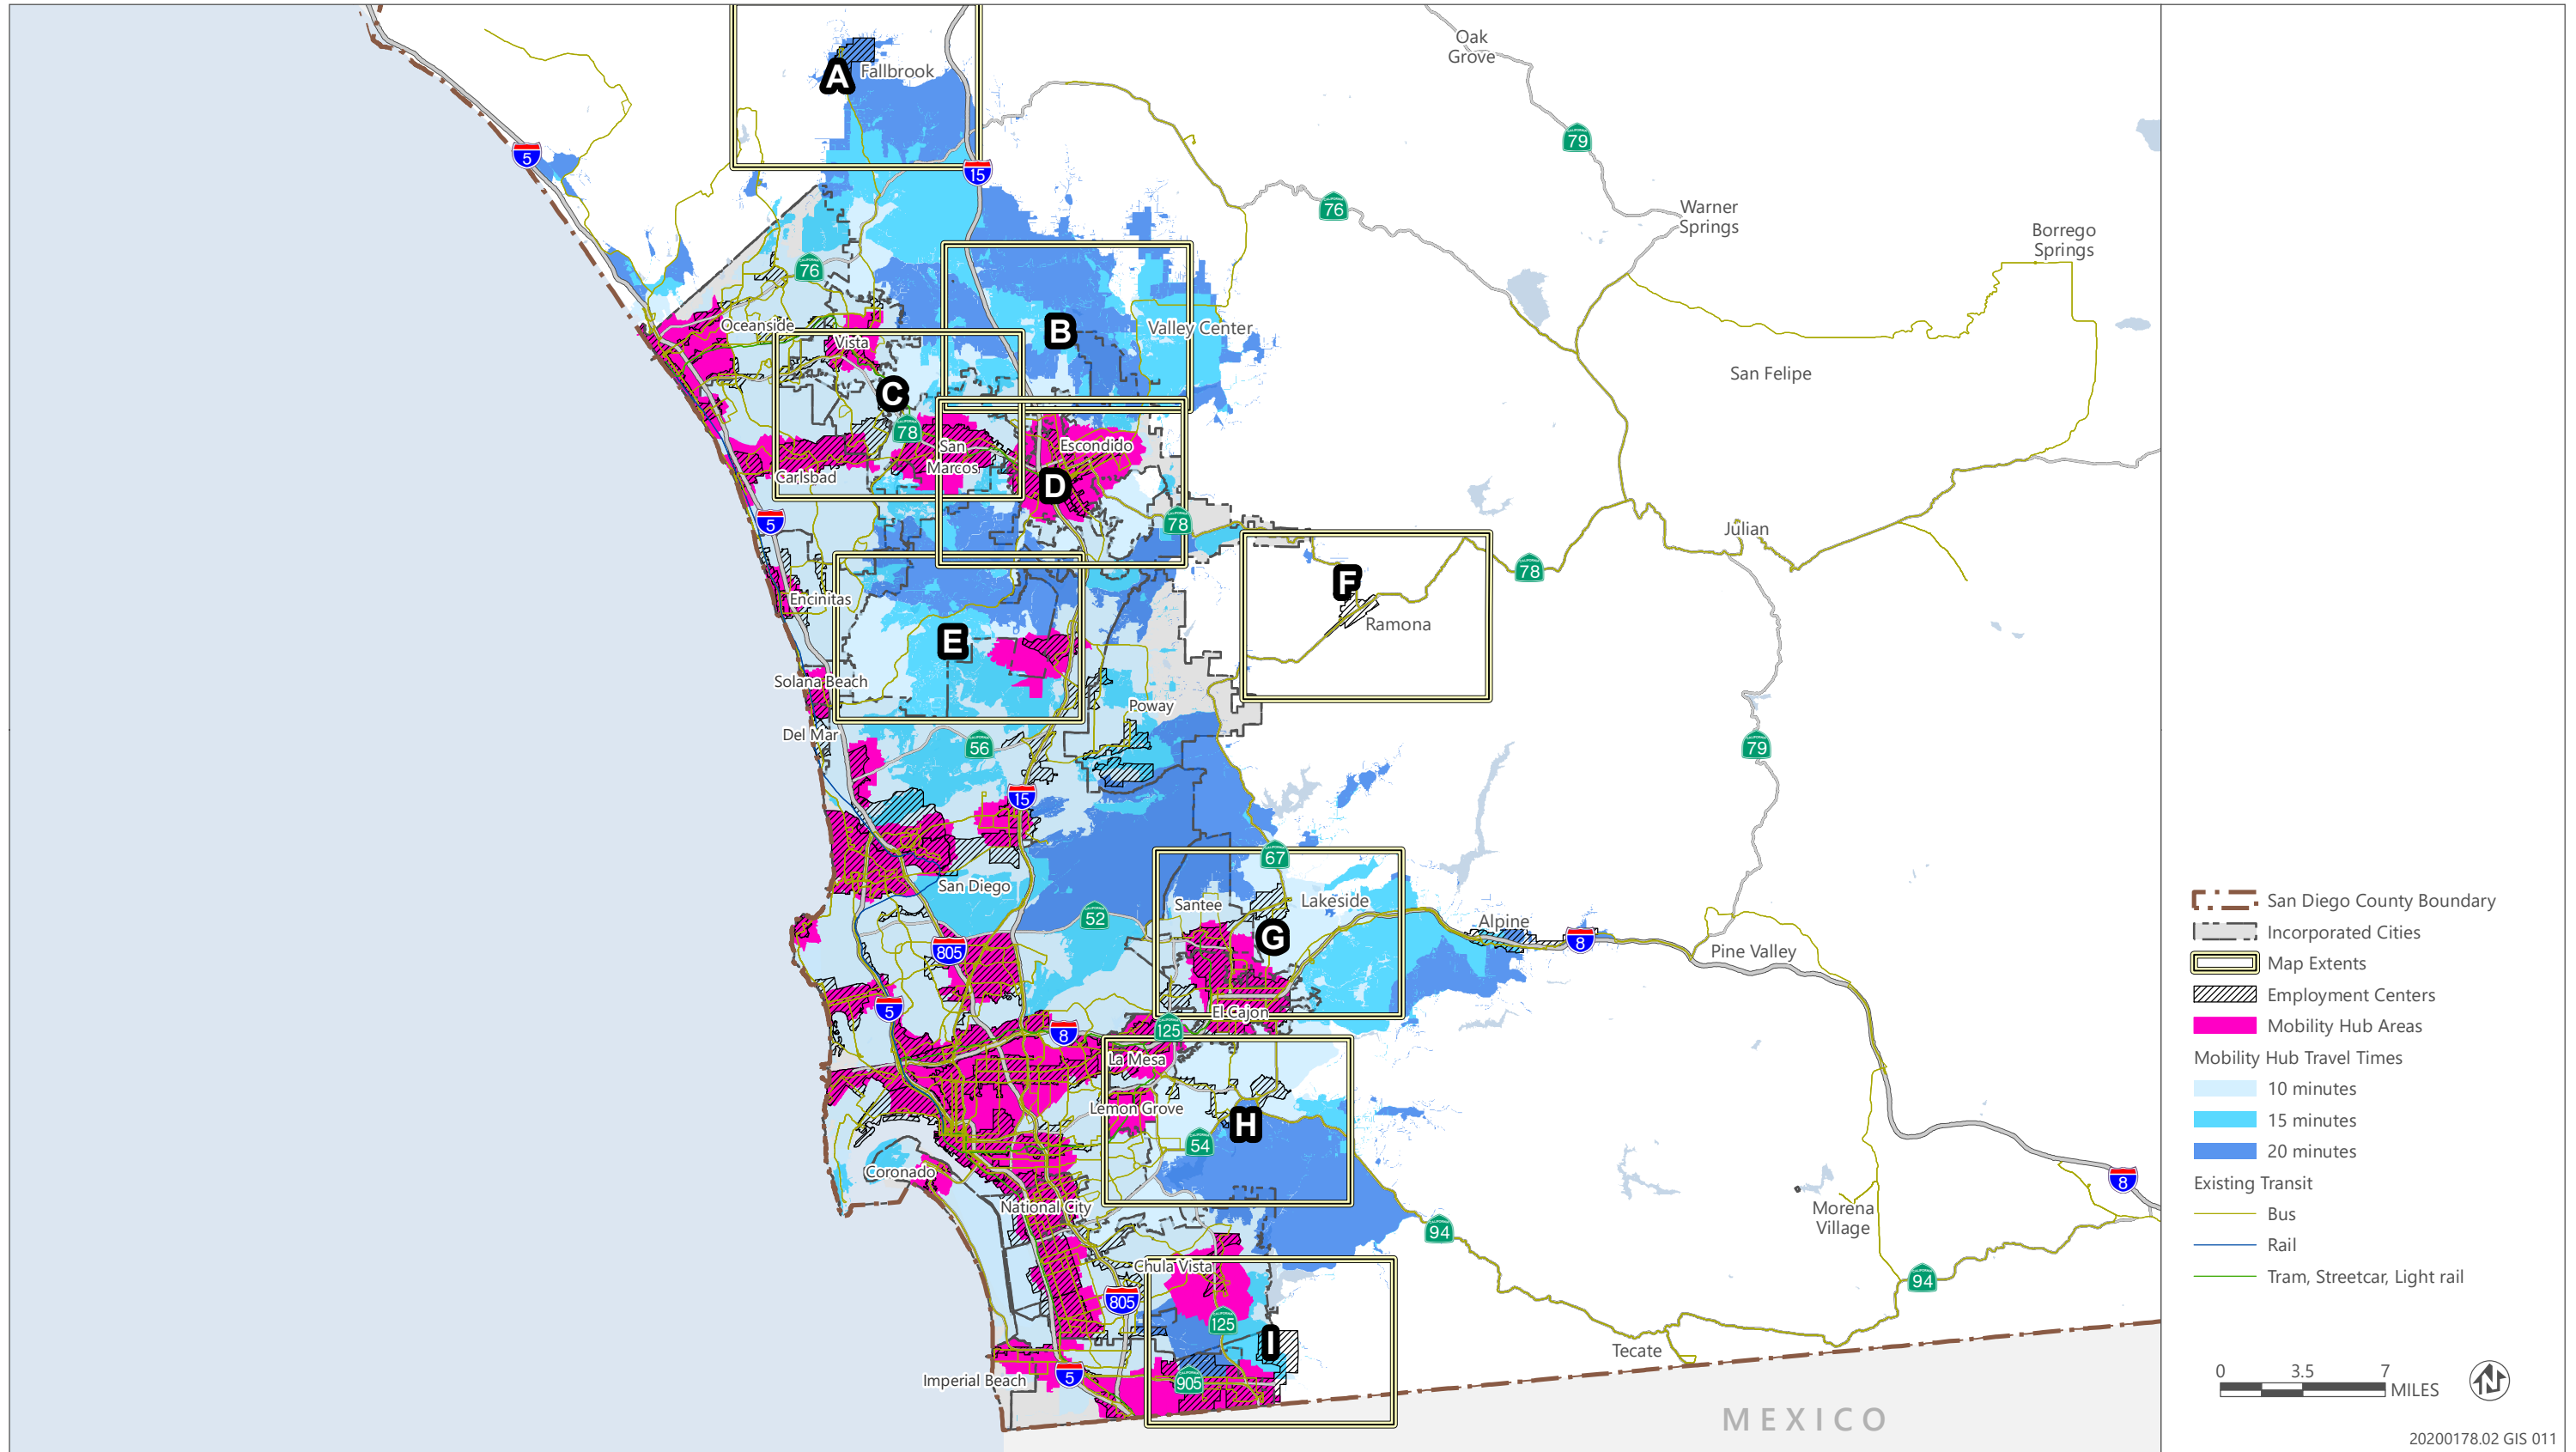 Oak
Grove
A
Fallbrook
79
5
15
76
Warner
Springs
Borrego
Springs
76
Oceanside
B
Valley Center
Vista
San Felipe
C
78
San
Marcos
Escondido
Carlsbad
D
5
78
Julian
78
F
Encinitas
Ramona
E
Solana Beach
Poway
Del Mar
56
79
15
67
San Diego
Santee
Lakeside
52
Alpine
G
8
805
Pine Valley
5
El Cajon
125
8
La Mesa
Lemon Grove
H
54
Coronado
8
National City
Morena
Village
94
Chula Vista
94
805
125
I
Tecate
5
905
Imperial Beach
MEXICO
San Diego County Boundary
Incorporated Cities
Map Extents
Employment Centers
Mobility Hub Areas
Mobility Hub Travel Times
10 minutes
15 minutes
20 minutes
Existing Transit
Bus
Rail
Tram, Streetcar, Light rail
0 3.5 7
MILES
N
20200178.02 GIS 011